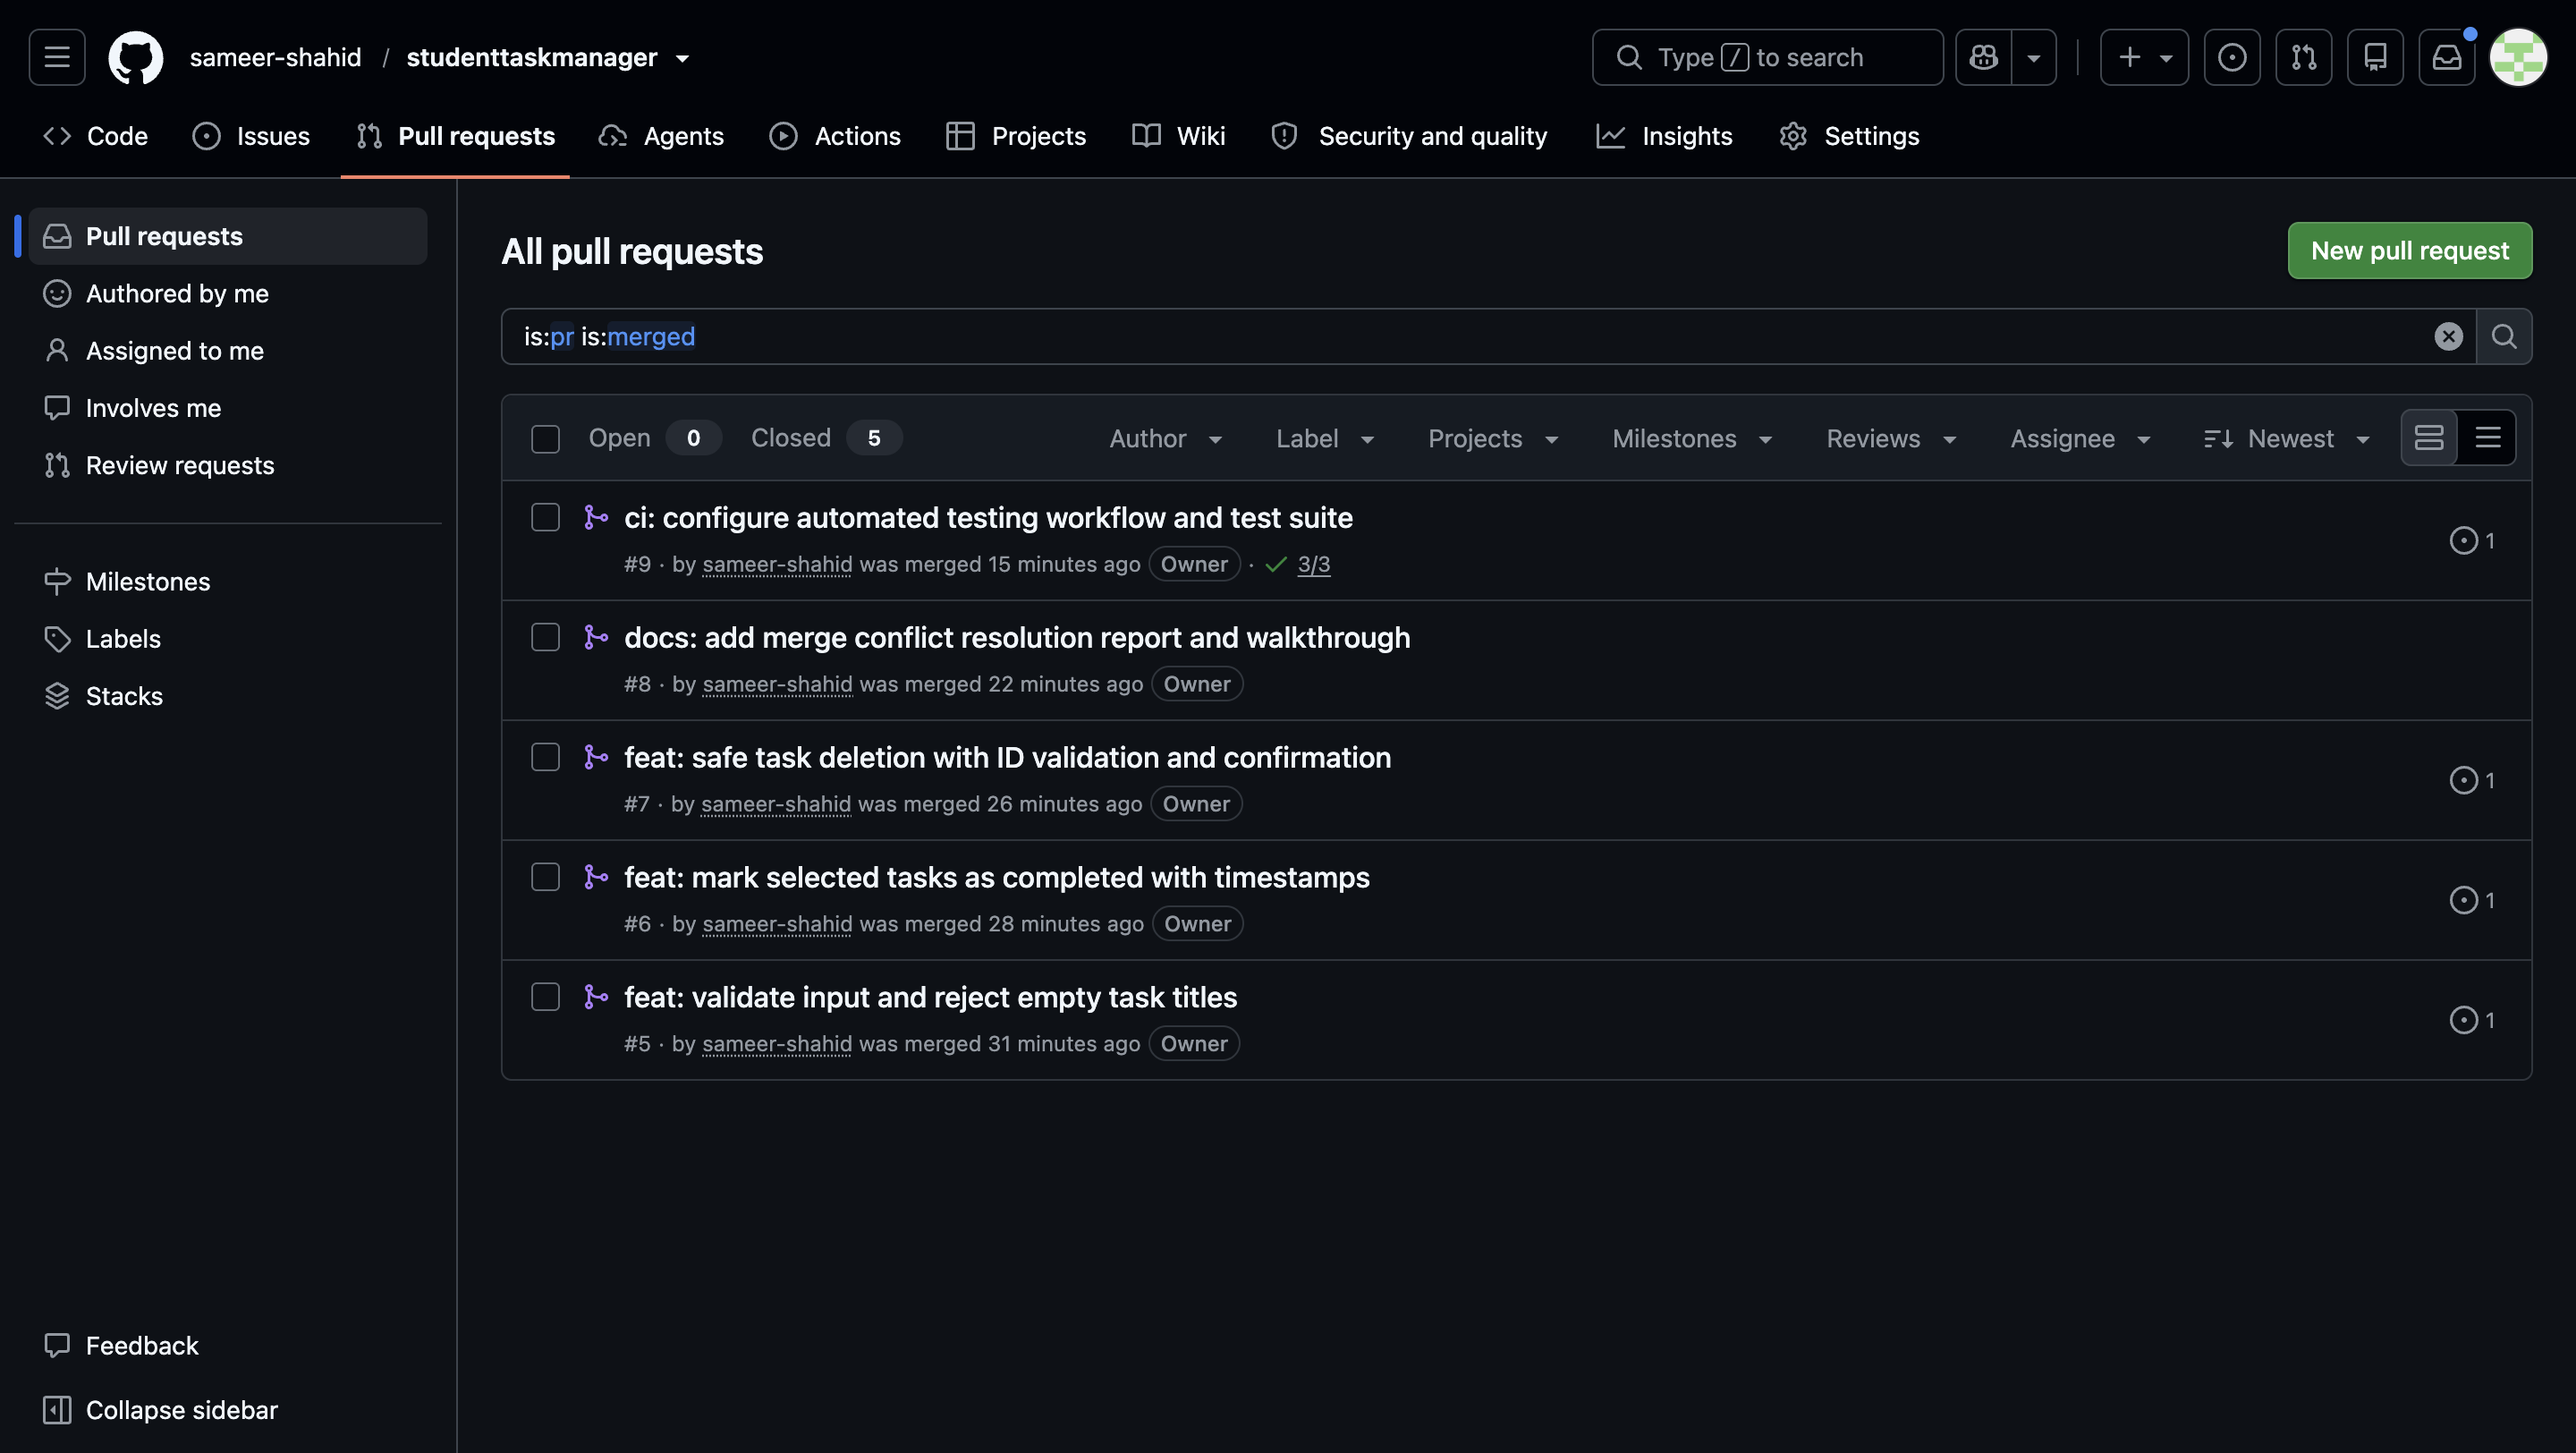 sameer-shahid / studenttaskmanager
Type / to search
Code
Issues
Pull requests
Agents
Actions
Projects
Wiki
Security and quality
Insights
Settings
Pull requests
Authored by me
Assigned to me
Involves me
Review requests
Milestones
Labels
Stacks
Feedback
Collapse sidebar
All pull requests
New pull request
is:pr is:merged
Open 0 Closed 5
Author Label Projects Milestones Reviews Assignee Newest
ci: configure automated testing workflow and test suite
#9 · by sameer-shahid was merged 15 minutes ago Owner · 3/3
1
docs: add merge conflict resolution report and walkthrough
#8 · by sameer-shahid was merged 22 minutes ago Owner
feat: safe task deletion with ID validation and confirmation
#7 · by sameer-shahid was merged 26 minutes ago Owner
1
feat: mark selected tasks as completed with timestamps
#6 · by sameer-shahid was merged 28 minutes ago Owner
1
feat: validate input and reject empty task titles
#5 · by sameer-shahid was merged 31 minutes ago Owner
1